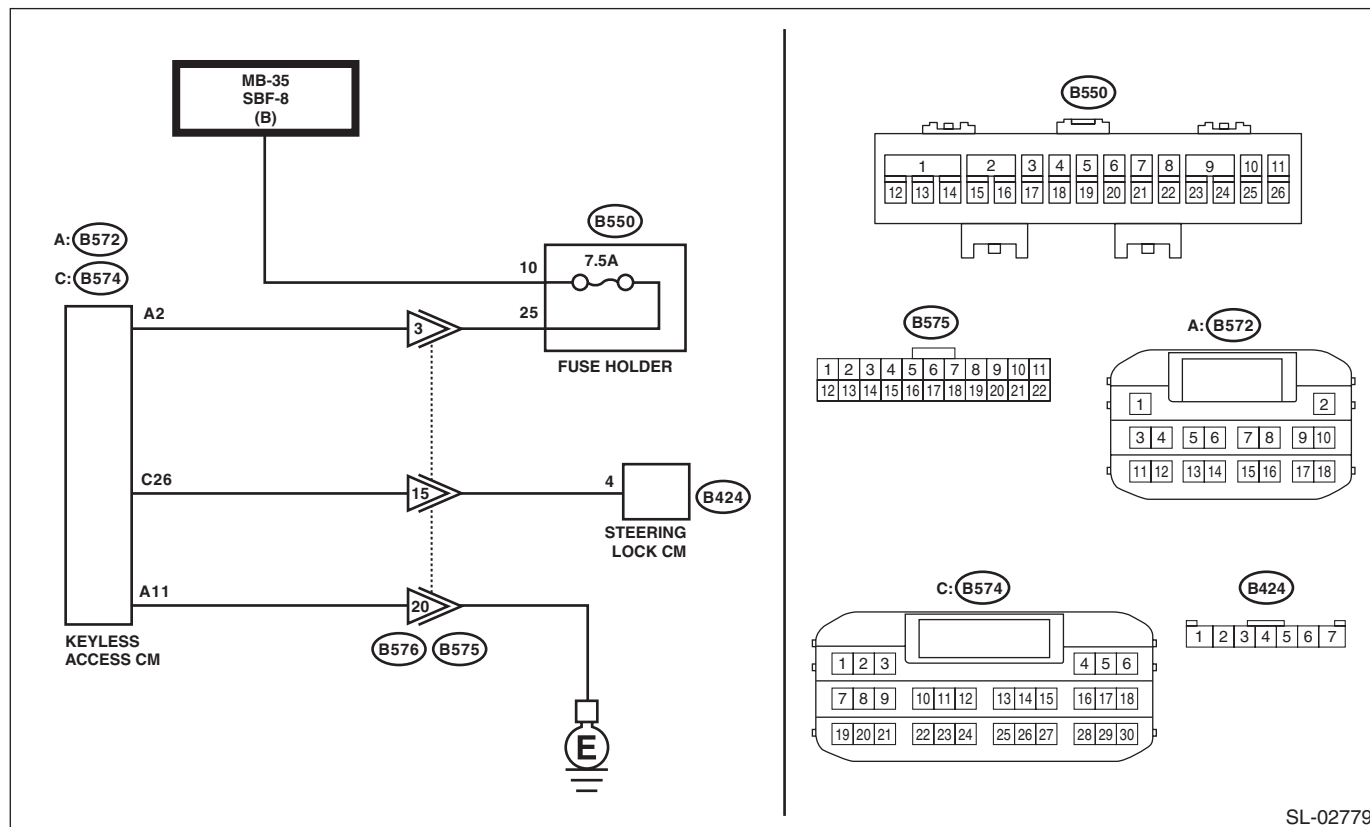 MB-35
SBF-8
(B)
B550
A: B572
C: B574
10
7.5A
A2
3
25
FUSE HOLDER
C26
15
4
B424
STEERING
LOCK CM
A11
20
KEYLESS
ACCESS CM
B576 B575
E
B550
1 2 3 4 5 6 7 8 9 10 11
12 13 14 15 16 17 18 19 20 21 22 23 24 25 26
B575
1 2 3 4 5 6 7 8 9 10 11
12 13 14 15 16 17 18 19 20 21 22
A: B572
1 2
3 4 5 6 7 8 9 10
11 12 13 14 15 16 17 18
C: B574
1 2 3 4 5 6
7 8 9 10 11 12 13 14 15 16 17 18
19 20 21 22 23 24 25 26 27 28 29 30
B424
1 2 3 4 5 6 7
SL-02779